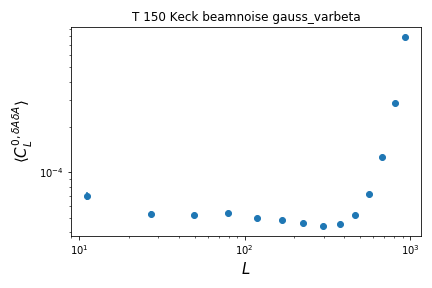 T 150 Keck beamnoise gauss_varbeta
⟨C_L^{0, δAδA}⟩
10^{-4}
10^1 10^2 10^3
L